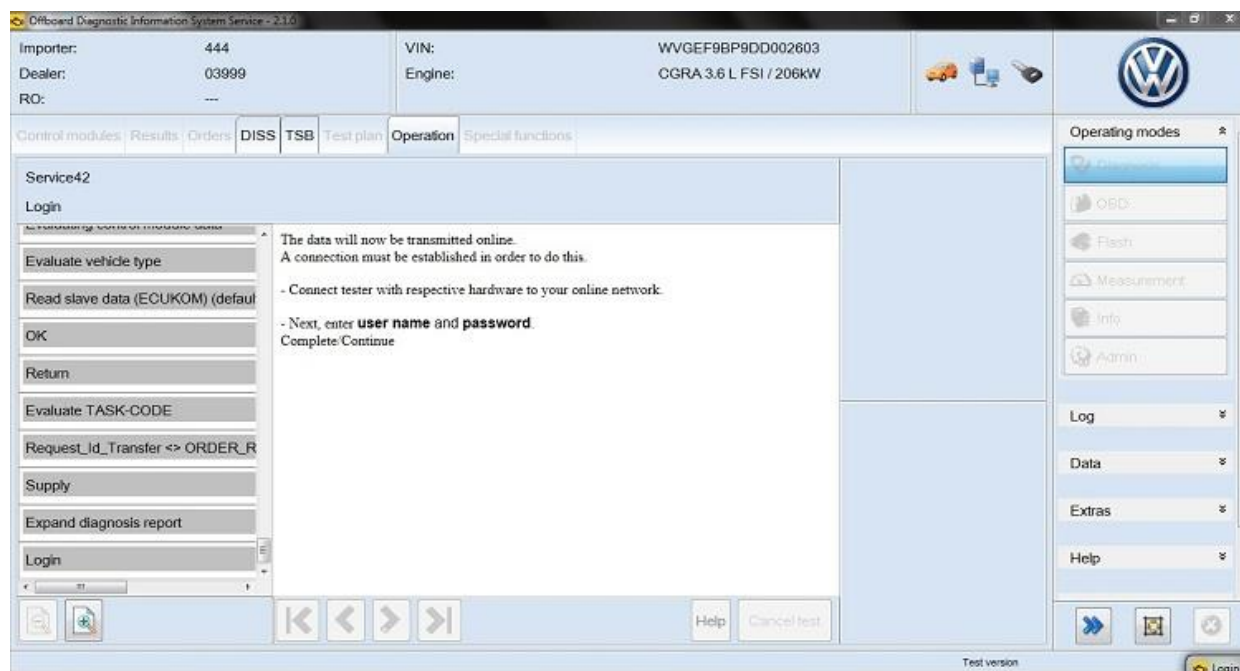 Offboard Diagnostic Information System Service - 2.1.0
Importer: 444 VIN: WVGEF9BP9DD002603
Dealer: 03999 Engine: CGRA 3.6 L FSI / 206kW
RO: ---
Control modules Results Orders DISS TSB Test plan Operation Special functions
Operating modes
Service42
Login
Diagnosis
OBD
Flash
Measurement
Info
Admin
Log
Data
Extras
Help
Evaluating control module data
Evaluate vehicle type
Read slave data (ECUKOM) (defaul
OK
Return
Evaluate TASK-CODE
Request_Id_Transfer <> ORDER_R
Supply
Expand diagnosis report
Login
The data will now be transmitted online.
A connection must be established in order to do this.
- Connect tester with respective hardware to your online network.
- Next, enter user name and password.
Complete/Continue
Help Cancel test
Test version
Login